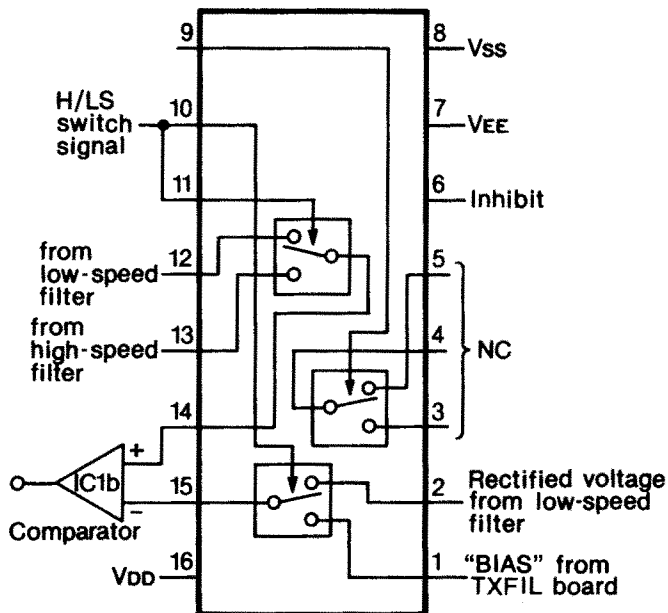 9
8 VSS
H/LS
switch
signal
10
7 VEE
11
6 Inhibit
from
low-speed
filter
12
5
from
high-speed
filter
13
4
NC
14
3
+
IC1b
−
Comparator
15
2
Rectified voltage
from low-speed
filter
VDD
16
1
"BIAS" from
TXFIL board